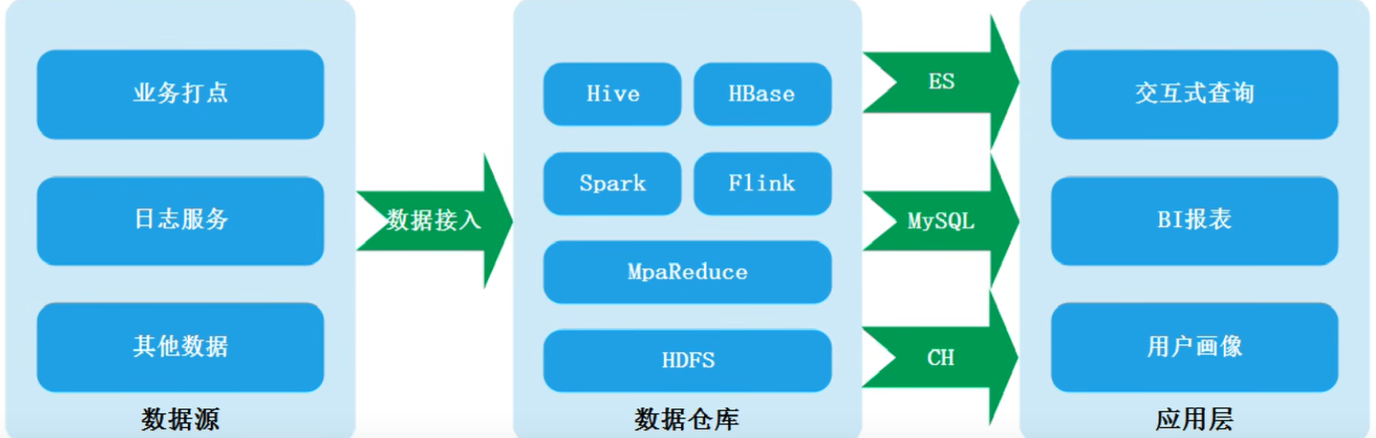 业务打点
日志服务
其他数据
数据源
数据接入
Hive
HBase
Spark
Flink
MpaReduce
HDFS
数据仓库
ES
MySQL
CH
交互式查询
BI报表
用户画像
应用层